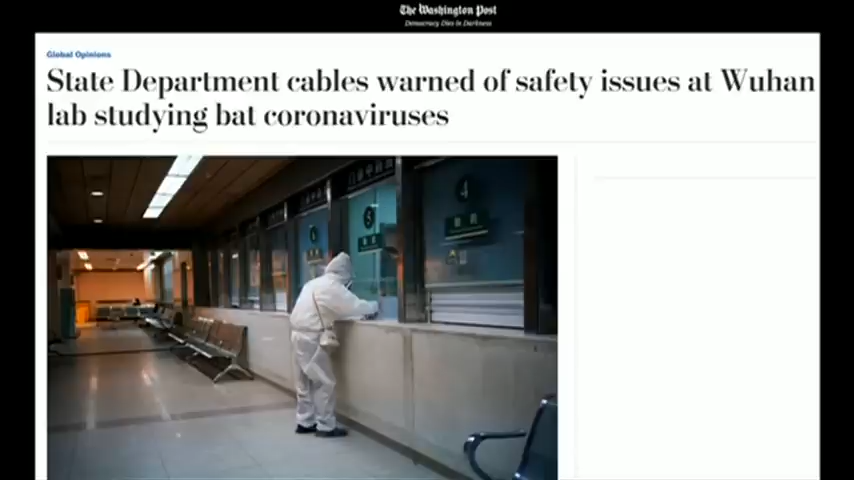 The Washington Post
Democracy Dies in Darkness
Global Opinions
State Department cables warned of safety issues at Wuhan
lab studying bat coronaviruses
4